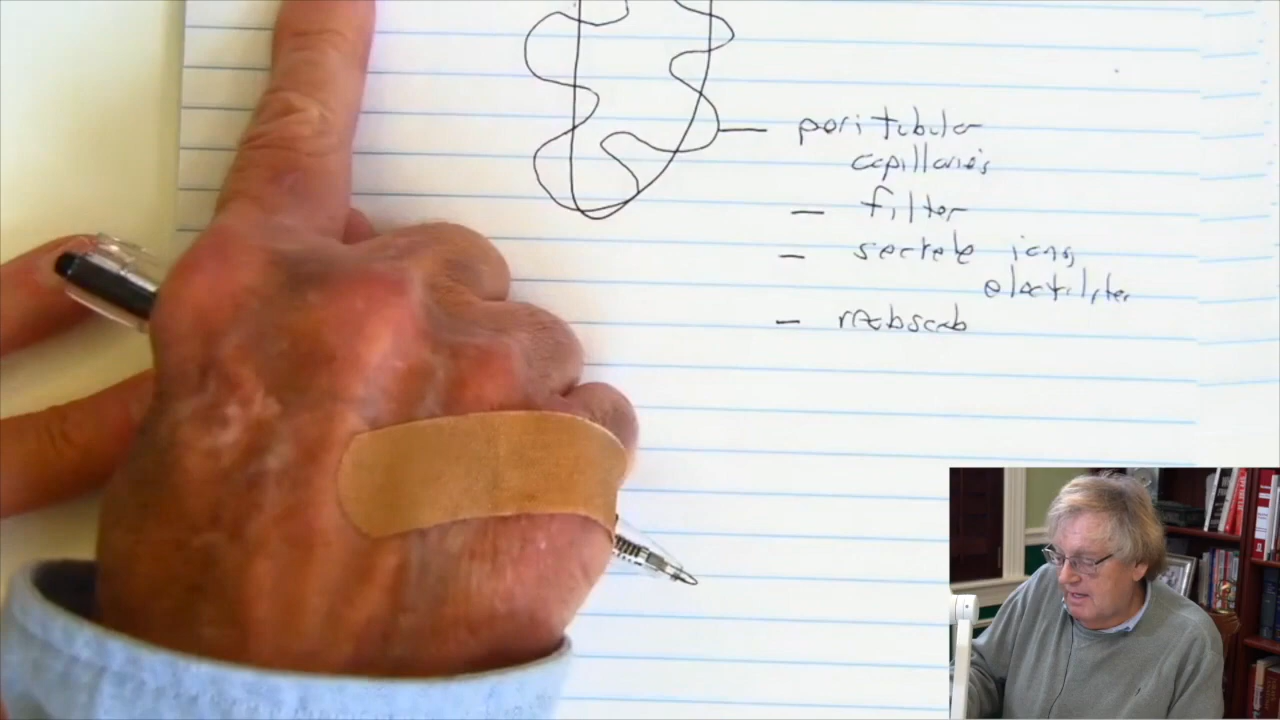 peritubular
capillaries
– filter
– secrete ions,
electrolytes
– reabsorb